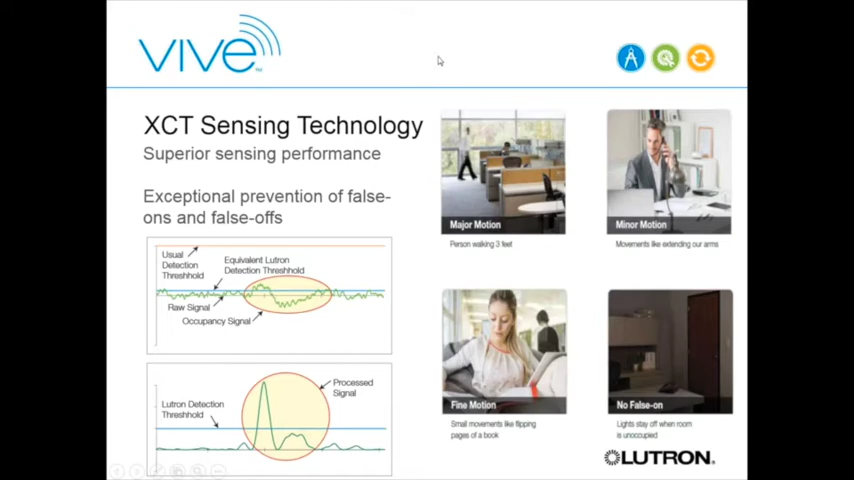 VIVE™
XCT Sensing Technology
Superior sensing performance
Exceptional prevention of false-
ons and false-offs
Usual
Detection
Threshhold
Equivalent Lutron
Detection Threshhold
Raw Signal
Occupancy Signal
Lutron Detection
Threshhold
Processed
Signal
Major Motion
Person walking 3 feet
Minor Motion
Movements like extending our arms
Fine Motion
Small movements like flipping
pages of a book
No False-on
Lights stay off when room
is unoccupied
LUTRON®